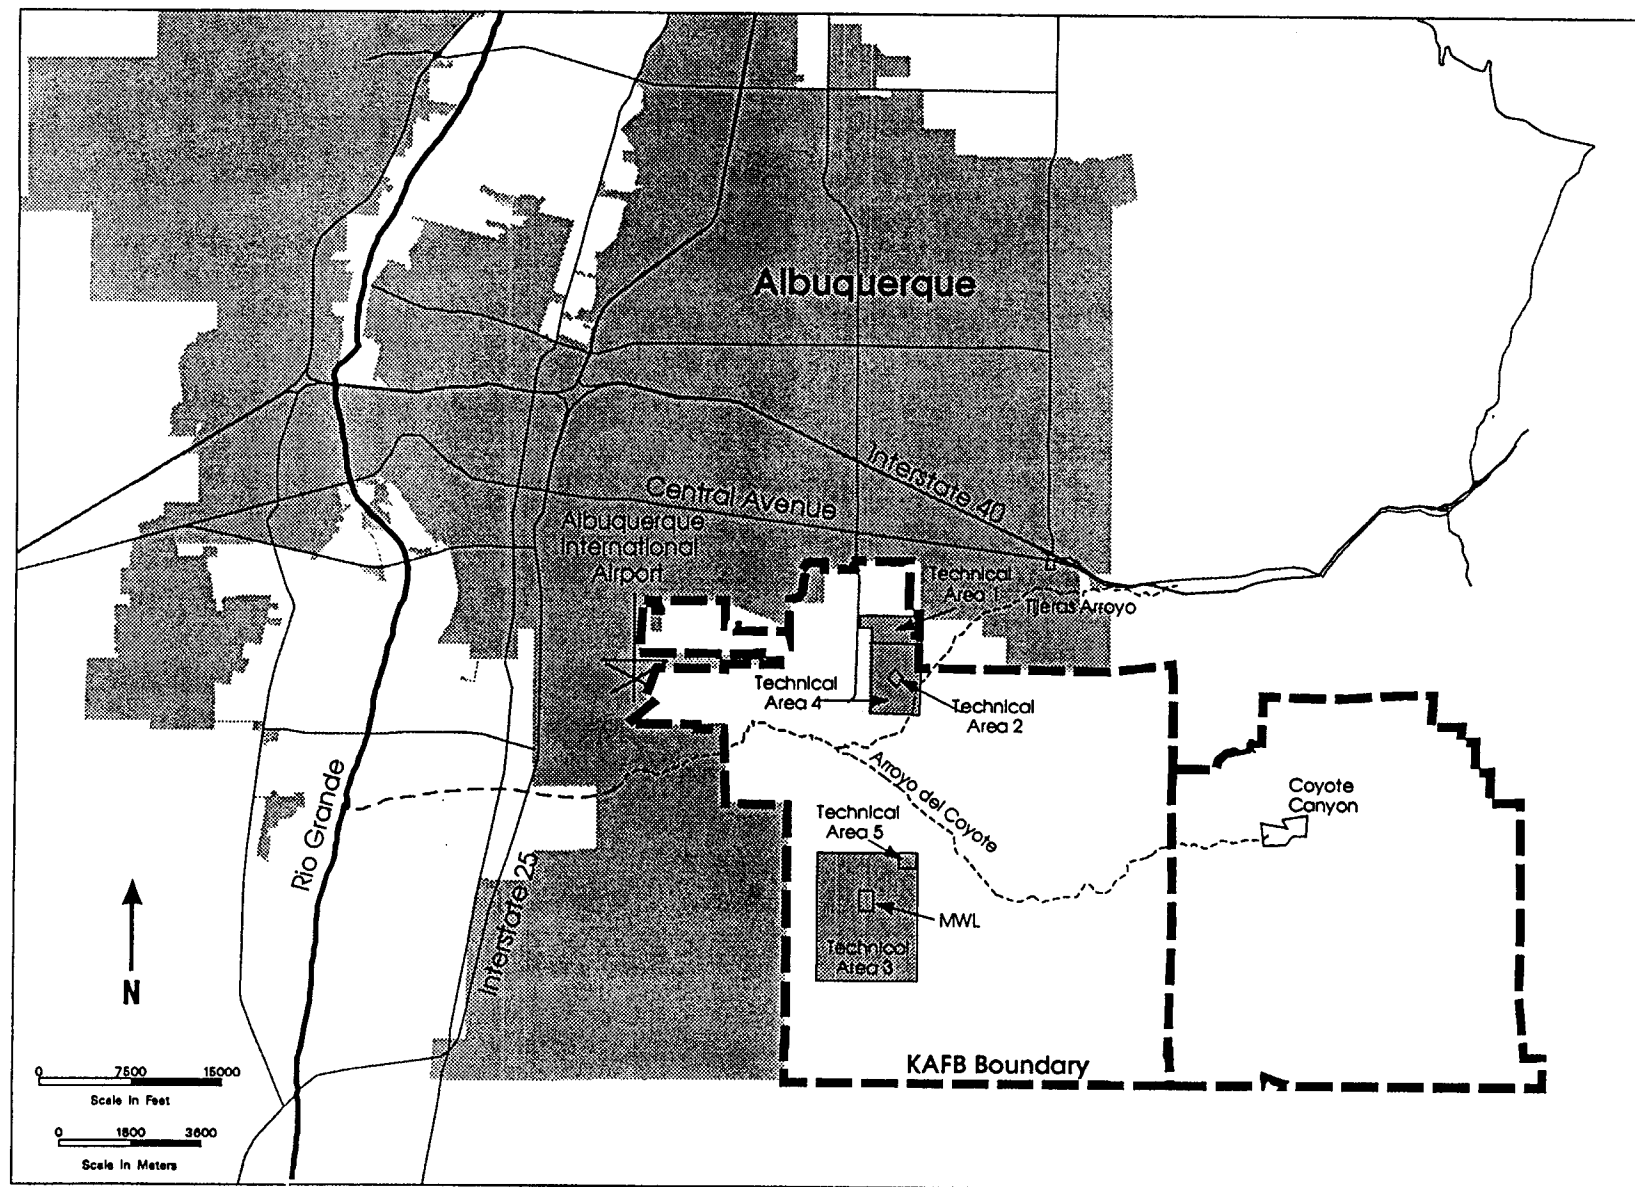 Albuquerque
Interstate 40
Central Avenue
Albuquerque
International
Airport
Technical
Area 1
Tijeras Arroyo
Technical
Area 4
Technical
Area 2
Arroyo del Coyote
Coyote
Canyon
Technical
Area 5
Rio Grande
Interstate 25
MWL
Technical
Area 3
N
KAFB Boundary
0 7500 15000
Scale In Feet
0 1800 3600
Scale In Meters